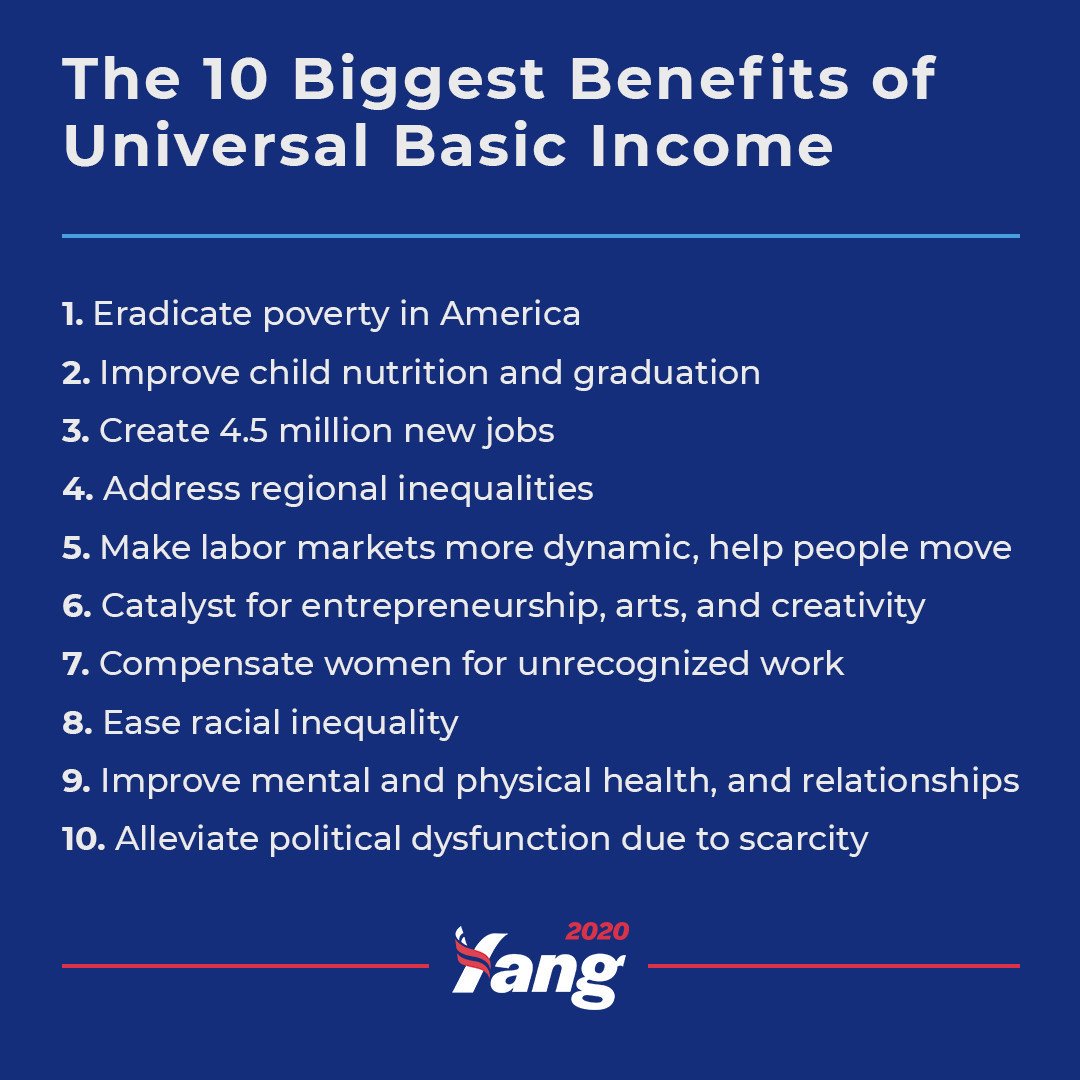 The 10 Biggest Benefits of
Universal Basic Income
1. Eradicate poverty in America
2. Improve child nutrition and graduation
3. Create 4.5 million new jobs
4. Address regional inequalities
5. Make labor markets more dynamic, help people move
6. Catalyst for entrepreneurship, arts, and creativity
7. Compensate women for unrecognized work
8. Ease racial inequality
9. Improve mental and physical health, and relationships
10. Alleviate political dysfunction due to scarcity
2020
Yang